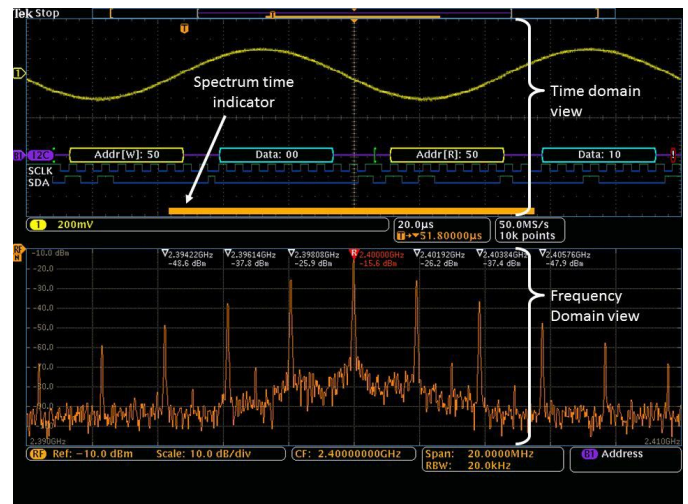 Tek Stop
T
T
1
Spectrum time
indicator
Time domain
view
B1 I2C
Addr[W]: 50
Data: 00
Addr[R]: 50
Data: 10
!
SCLK
SDA
1 200mV
20.0µs
T→▼51.80000µs
50.0MS/s
10k points
RF
-10.0 dBm
2.39422GHz
-48.6 dBm
2.39614GHz
-37.8 dBm
2.39808GHz
-25.9 dBm
R 2.40000GHz
-15.6 dBm
2.40192GHz
-26.2 dBm
2.40384GHz
-37.4 dBm
2.40576GHz
-47.9 dBm
-20.0
-30.0
-40.0
-50.0
-60.0
-70.0
-80.0
-90.0
Frequency
Domain view
2.390GHz
2.410GHz
RF Ref: -10.0 dBm
Scale: 10.0 dB/div
CF: 2.40000000GHz
Span: 20.0000MHz
RBW: 20.0kHz
B1 Address